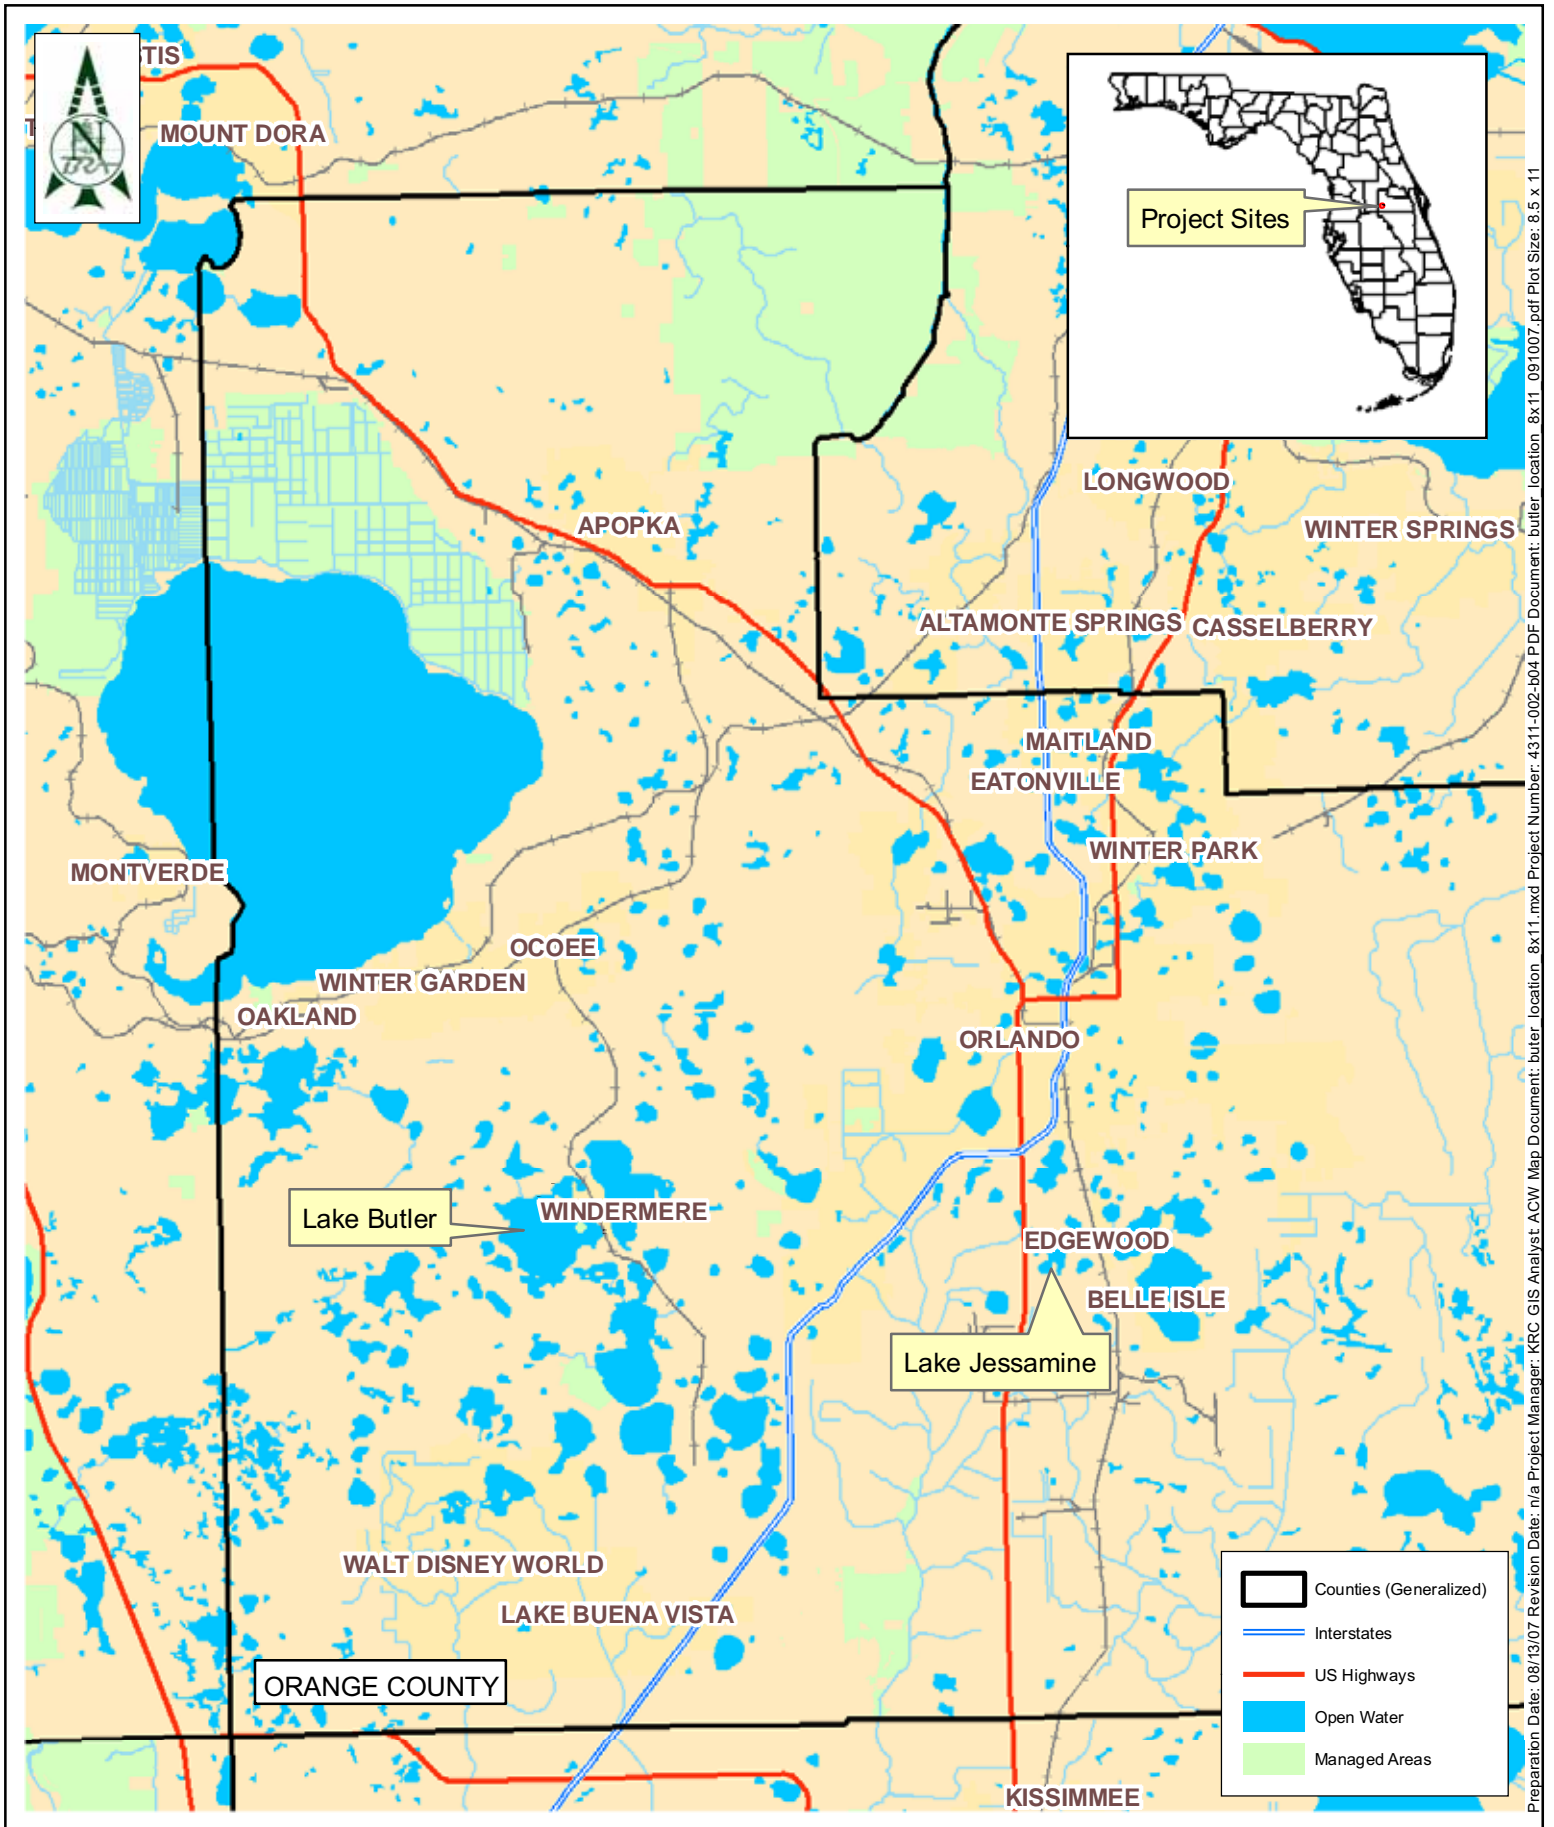 STIS
MOUNT DORA
N
BRA
Project Sites
LONGWOOD
WINTER SPRINGS
APOPKA
ALTAMONTE SPRINGS
CASSELBERRY
MAITLAND
EATONVILLE
WINTER PARK
MONTVERDE
OCOEE
WINTER GARDEN
OAKLAND
ORLANDO
Lake Butler
WINDERMERE
EDGEWOOD
BELLE ISLE
Lake Jessamine
WALT DISNEY WORLD
LAKE BUENA VISTA
ORANGE COUNTY
KISSIMMEE
Counties (Generalized)
Interstates
US Highways
Open Water
Managed Areas
Preparation Date: 08/13/07 Revision Date: n/a Project Manager: KRC GIS Analyst: ACW Map Document: buter_location_8x11.mxd Project Number: 4311-002-b04 PDF Document: butler_location_8x11_091007.pdf Plot Size: 8.5 x 11